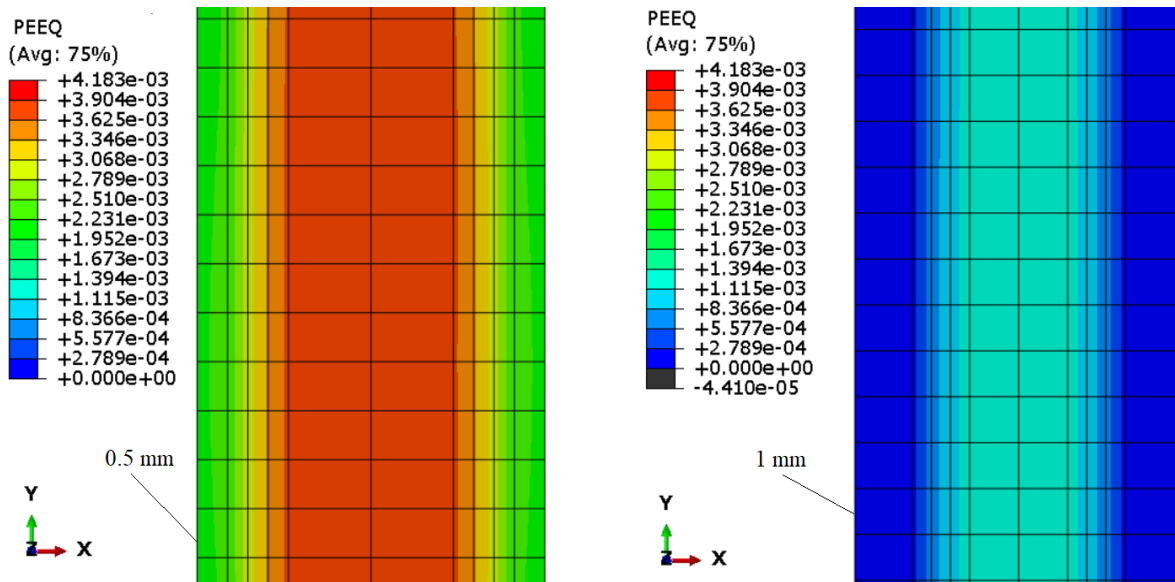 PEEQ
(Avg: 75%)
+4.183e-03
+3.904e-03
+3.625e-03
+3.346e-03
+3.068e-03
+2.789e-03
+2.510e-03
+2.231e-03
+1.952e-03
+1.673e-03
+1.394e-03
+1.115e-03
+8.366e-04
+5.577e-04
+2.789e-04
+0.000e+00
0.5 mm
Y
Z
X
PEEQ
(Avg: 75%)
+4.183e-03
+3.904e-03
+3.625e-03
+3.346e-03
+3.068e-03
+2.789e-03
+2.510e-03
+2.231e-03
+1.952e-03
+1.673e-03
+1.394e-03
+1.115e-03
+8.366e-04
+5.577e-04
+2.789e-04
+0.000e+00
-4.410e-05
1 mm
Y
Z
X